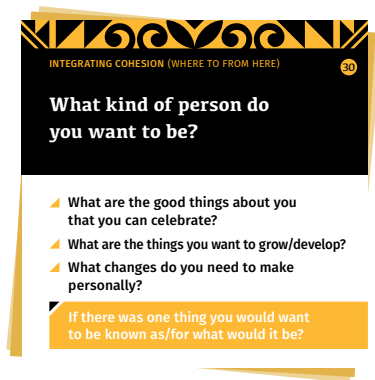 INTEGRATING COHESION (WHERE TO FROM HERE)
30
What kind of person do
you want to be?
What are the good things about you
that you can celebrate?
What are the things you want to grow/develop?
What changes do you need to make
personally?
If there was one thing you would want
to be known as/for what would it be?